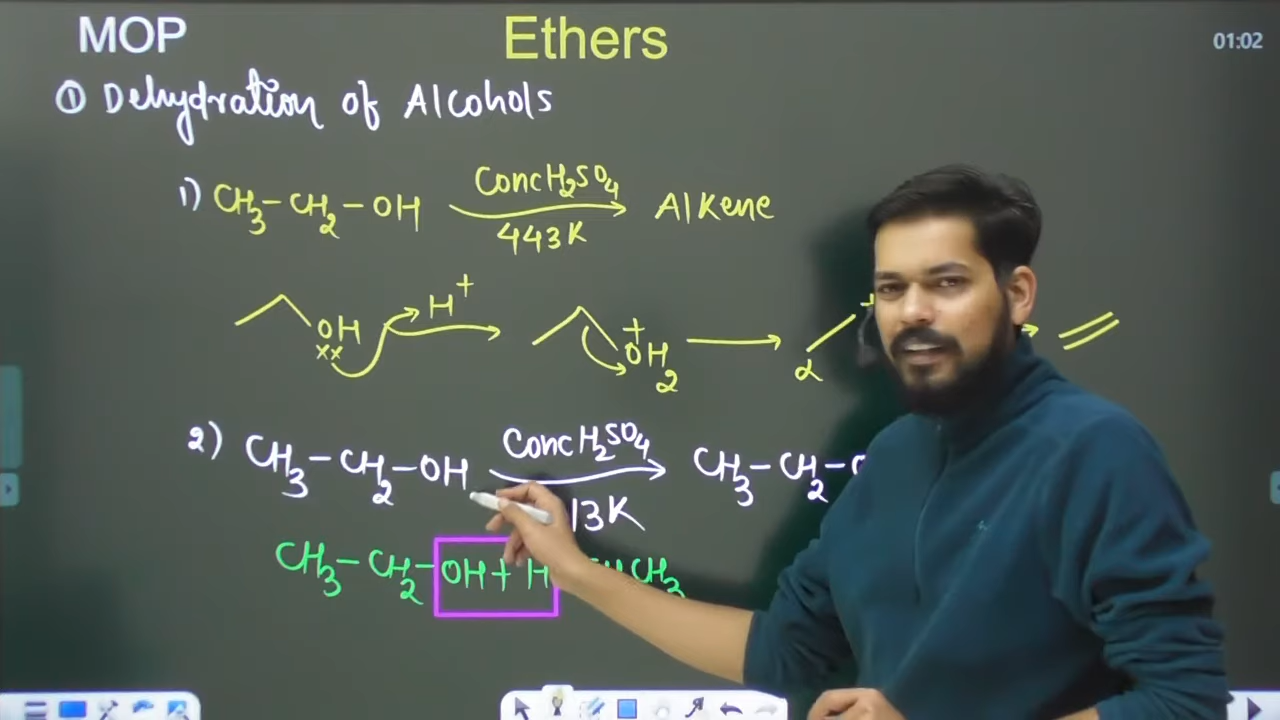 MOP
Ethers
01:02
① Dehydration of Alcohols
1) CH3-CH2-OH Conc H2SO4 443K Alkene
OH xx H+ +OH2 α +
2) CH3-CH2-OH Conc H2SO4 13K CH3-CH2-
CH3-CH2-OH + H CH3